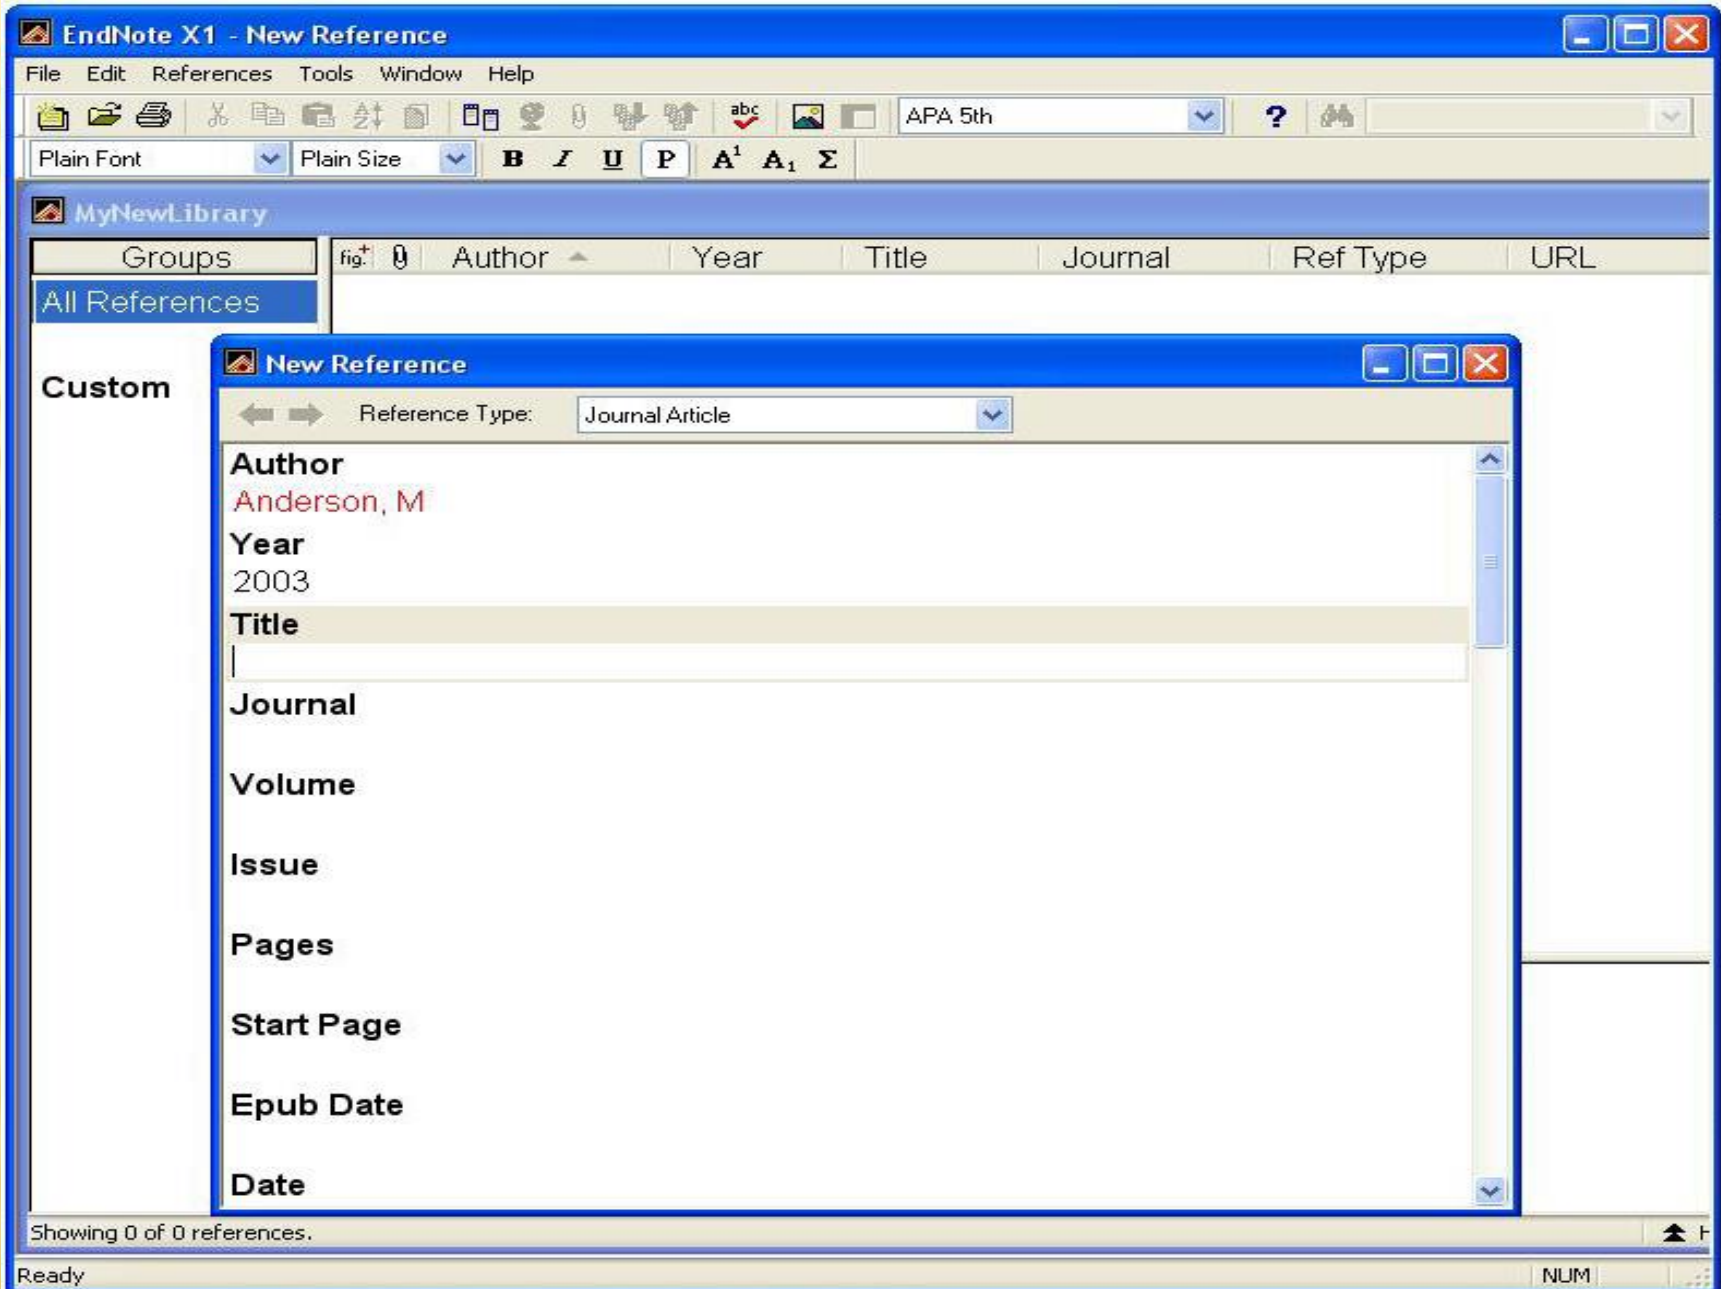 EndNote X1 - New Reference
File Edit References Tools Window Help
abc APA 5th ?
Plain Font Plain Size B I U P A1 A1 Σ
MyNewLibrary
Groups fig. Author Year Title Journal Ref Type URL
All References
Custom
New Reference
Reference Type: Journal Article
Author
Anderson, M
Year
2003
Title
Journal
Volume
Issue
Pages
Start Page
Epub Date
Date
Showing 0 of 0 references.
Ready NUM